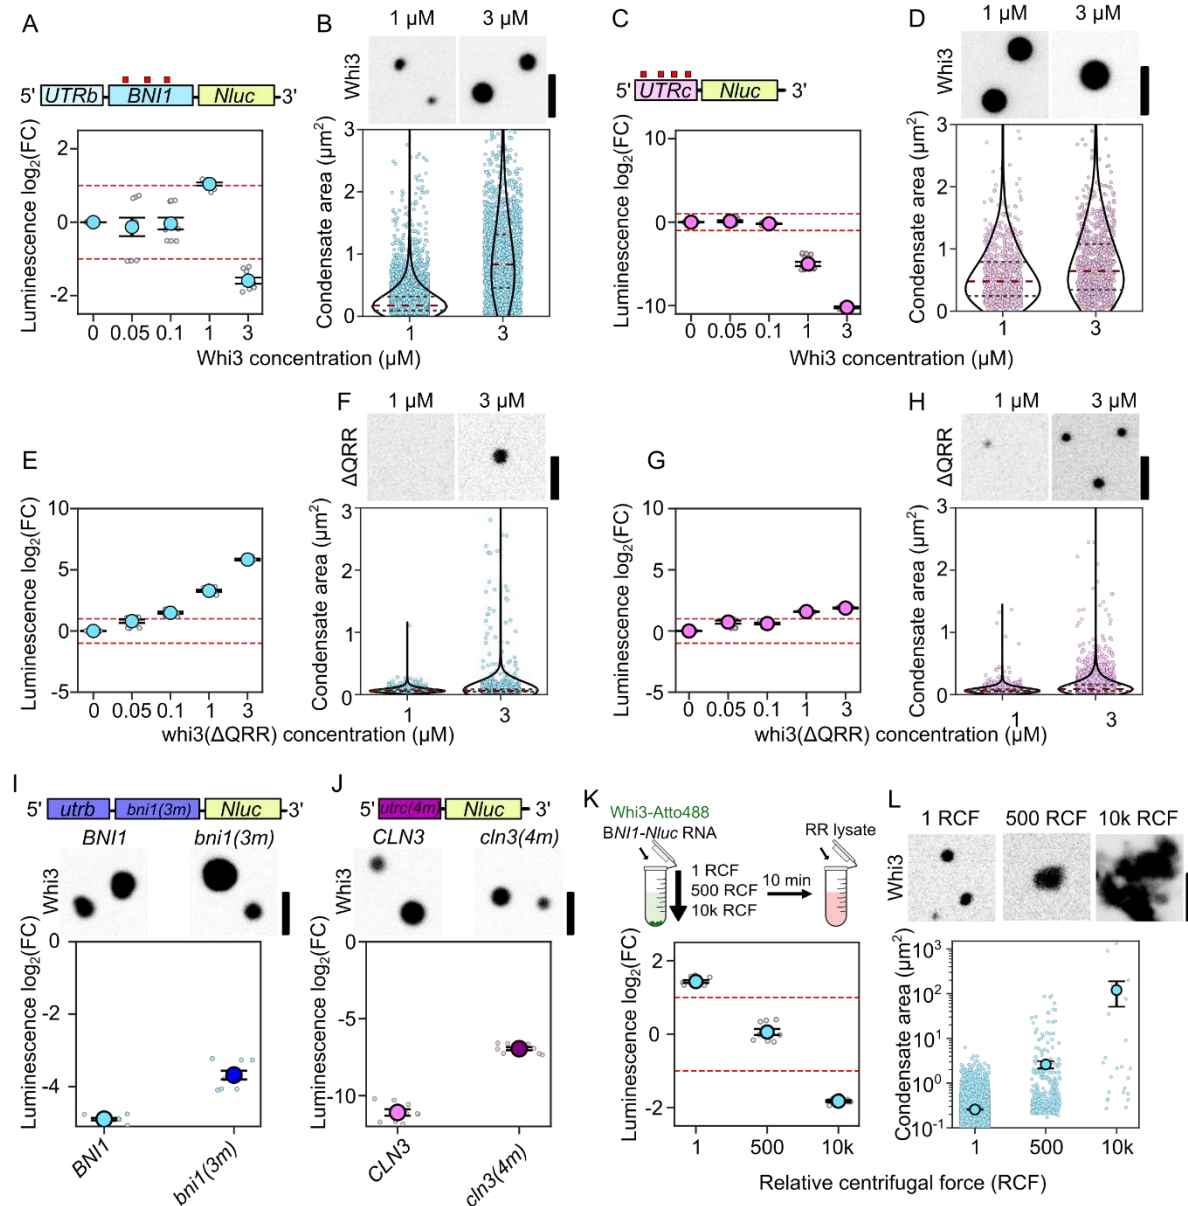 A
5' UTRb BNI1 Nluc 3'
Luminescence log2(FC)
2
0
-2
0 0.05 0.1 1 3
B
1 µM 3 µM
Whi3
Condensate area (µm²)
3
2
1
0
1 3
Whi3 concentration (µM)
C
5' UTRc Nluc 3'
Luminescence log2(FC)
10
0
-10
0 0.05 0.1 1 3
D
1 µM 3 µM
Whi3
Condensate area (µm²)
3
2
1
0
1 3
Whi3 concentration (µM)
E
Luminescence log2(FC)
10
5
0
-5
0 0.05 0.1 1 3
F
1 µM 3 µM
ΔQRR
Condensate area (µm²)
3
2
1
0
1 3
whi3(ΔQRR) concentration (µM)
G
Luminescence log2(FC)
10
5
0
-5
0 0.05 0.1 1 3
H
1 µM 3 µM
ΔQRR
Condensate area (µm²)
3
2
1
0
1 3
whi3(ΔQRR) concentration (µM)
I
5' utrb bni1(3m) Nluc -3'
BNI1 bni1(3m)
Whi3
Luminescence log2(FC)
0
-2
-4
BNI1 bni1(3m)
J
5' utrc(4m) Nluc 3'
CLN3 cln3(4m)
Whi3
Luminescence log2(FC)
0
-5
-10
CLN3 cln3(4m)
K
Whi3-Atto488
BNI1-Nluc RNA
RR lysate
1 RCF
500 RCF
10k RCF
10 min
Luminescence log2(FC)
2
0
-2
1 500 10k
L
1 RCF 500 RCF 10k RCF
Whi3
Condensate area (µm²)
10³
10²
10¹
10⁰
10⁻¹
1 500 10k
Relative centrifugal force (RCF)